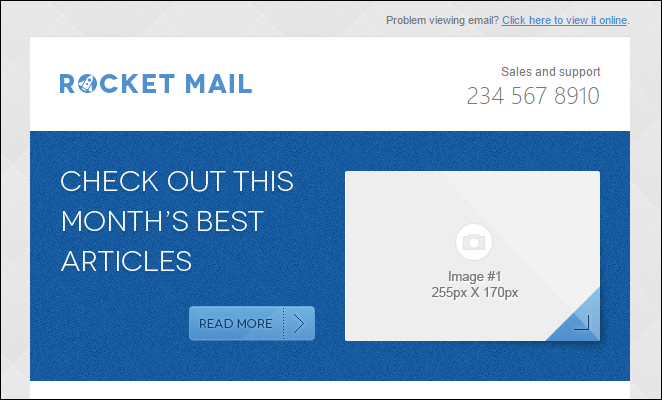 Problem viewing email? Click here to view it online.
ROCKET MAIL
Sales and support
234 567 8910
CHECK OUT THIS
MONTH'S BEST
ARTICLES
Image #1
255px X 170px
READ MORE